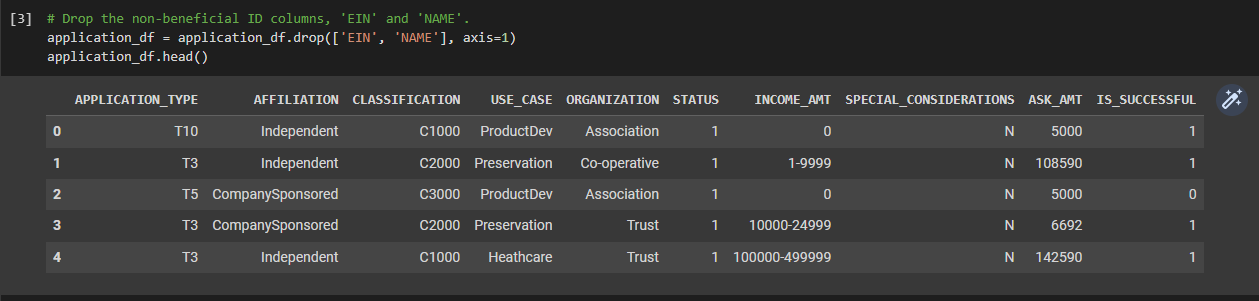 [3] # Drop the non-beneficial ID columns, 'EIN' and 'NAME'.
application_df = application_df.drop(['EIN', 'NAME'], axis=1)
application_df.head()
APPLICATION_TYPE AFFILIATION CLASSIFICATION USE_CASE ORGANIZATION STATUS INCOME_AMT SPECIAL_CONSIDERATIONS ASK_AMT IS_SUCCESSFUL
0 T10 Independent C1000 ProductDev Association 1 0 N 5000 1
1 T3 Independent C2000 Preservation Co-operative 1 1-9999 N 108590 1
2 T5 CompanySponsored C3000 ProductDev Association 1 0 N 5000 0
3 T3 CompanySponsored C2000 Preservation Trust 1 10000-24999 N 6692 1
4 T3 Independent C1000 Heathcare Trust 1 100000-499999 N 142590 1